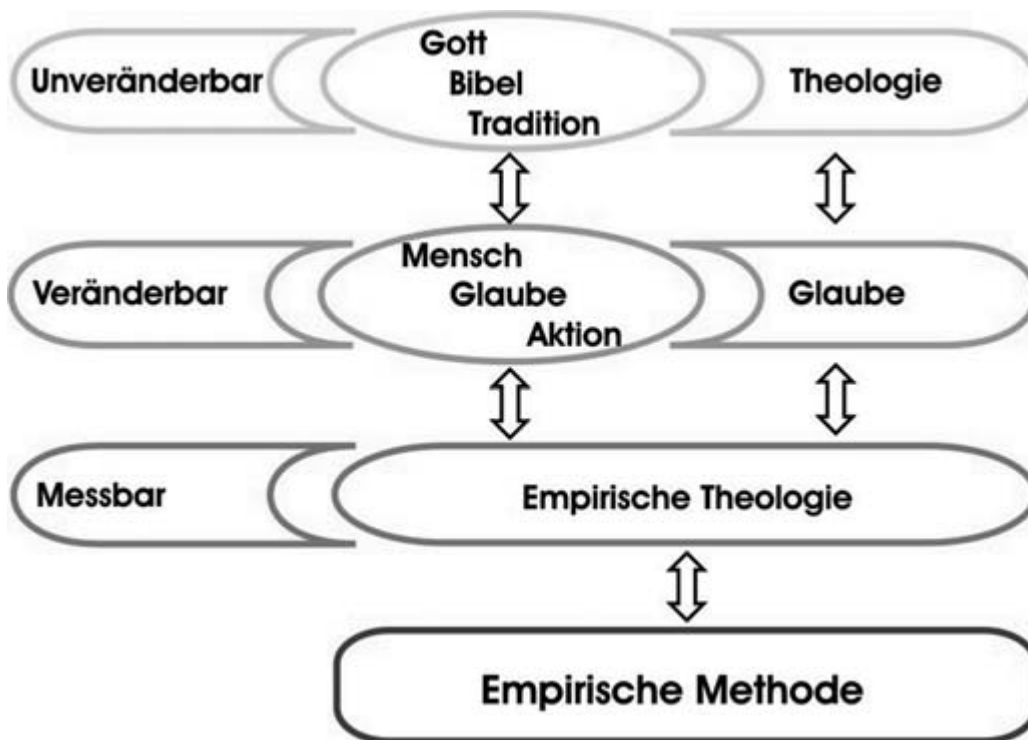 Unveränderbar
Gott
Bibel
Tradition
Theologie
Veränderbar
Mensch
Glaube
Aktion
Glaube
Messbar
Empirische Theologie
Empirische Methode